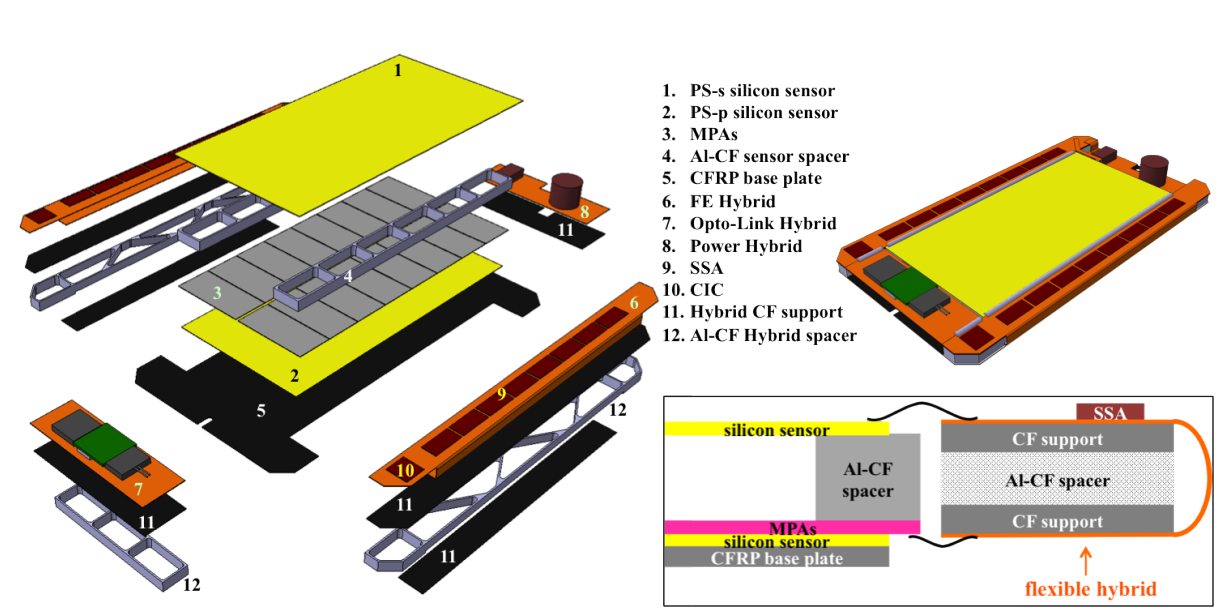 1
1. PS-s silicon sensor
2. PS-p silicon sensor
3. MPAs
4. Al-CF sensor spacer
5. CFRP base plate
6. FE Hybrid
7. Opto-Link Hybrid
8. Power Hybrid
9. SSA
10. CIC
11. Hybrid CF support
12. Al-CF Hybrid spacer
8
11
4
3
6
2
9
5
12
10
7
11
11
11
12
SSA
silicon sensor
CF support
Al-CF
spacer
Al-CF spacer
MPAs
CF support
silicon sensor
CFRP base plate
flexible hybrid